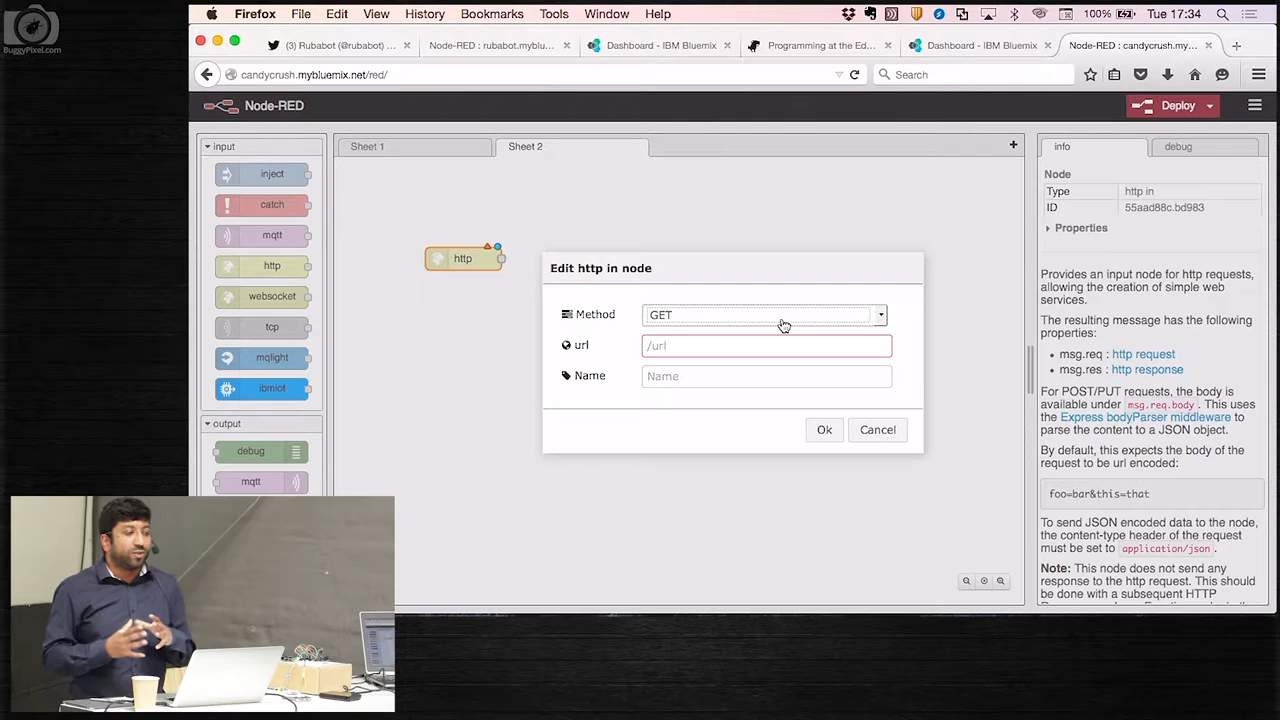 BuggyPixel.com
Firefox File Edit View History Bookmarks Tools Window Help
100% Tue 17:34
(3) Rubabot (@rubabot) ...
Node-RED : rubabot.myblu...
Dashboard - IBM Bluemix
Programming at the Ed...
Dashboard - IBM Bluemix
Node-RED : candycrush.my...
candycrush.mybluemix.net/red/
Search
Node-RED
Deploy
input
inject
catch
mqtt
http
websocket
tcp
mqlight
ibmiot
output
debug
mqtt
Sheet 1
Sheet 2
http
Edit http in node
Method
GET
url
/url
Name
Name
Ok
Cancel
info
debug
Node
Type http in
ID 55aad88c.bd983
Properties
Provides an input node for http requests,
allowing the creation of simple web
services.
The resulting message has the following
properties:
• msg.req : http request
• msg.res : http response
For POST/PUT requests, the body is
available under msg.req.body. This uses
the Express bodyParser middleware to
parse the content to a JSON object.
By default, this expects the body of the
request to be url encoded:
foo=bar&this=that
To send JSON encoded data to the node,
the content-type header of the request
must be set to application/json.
Note: This node does not send any
response to the http request. This should
be done with a subsequent HTTP